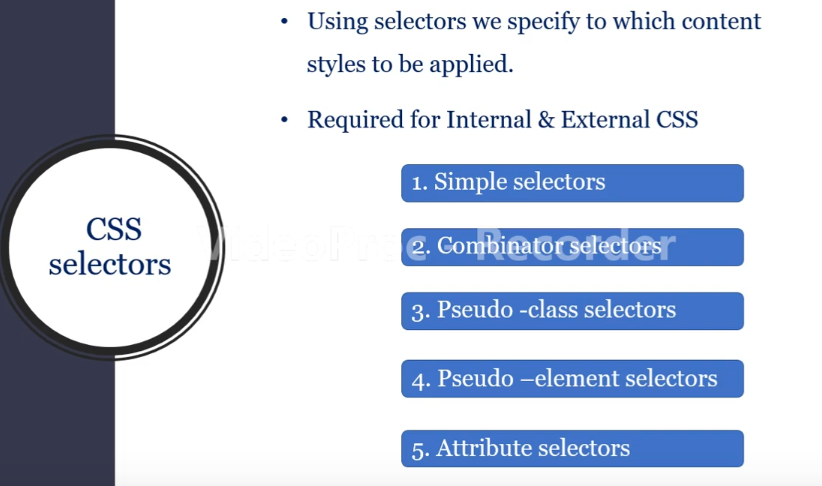 • Using selectors we specify to which content
styles to be applied.
• Required for Internal & External CSS
CSS
selectors
1. Simple selectors
2. Combinator selectors
3. Pseudo -class selectors
4. Pseudo –element selectors
5. Attribute selectors
VideoProc - Recorder